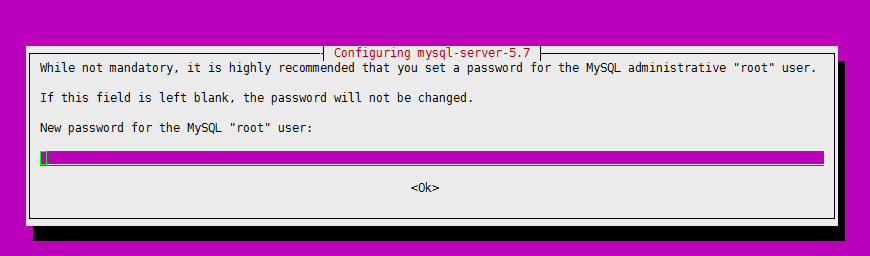 Configuring mysql-server-5.7
While not mandatory, it is highly recommended that you set a password for the MySQL administrative "root" user.
If this field is left blank, the password will not be changed.
New password for the MySQL "root" user:
<Ok>